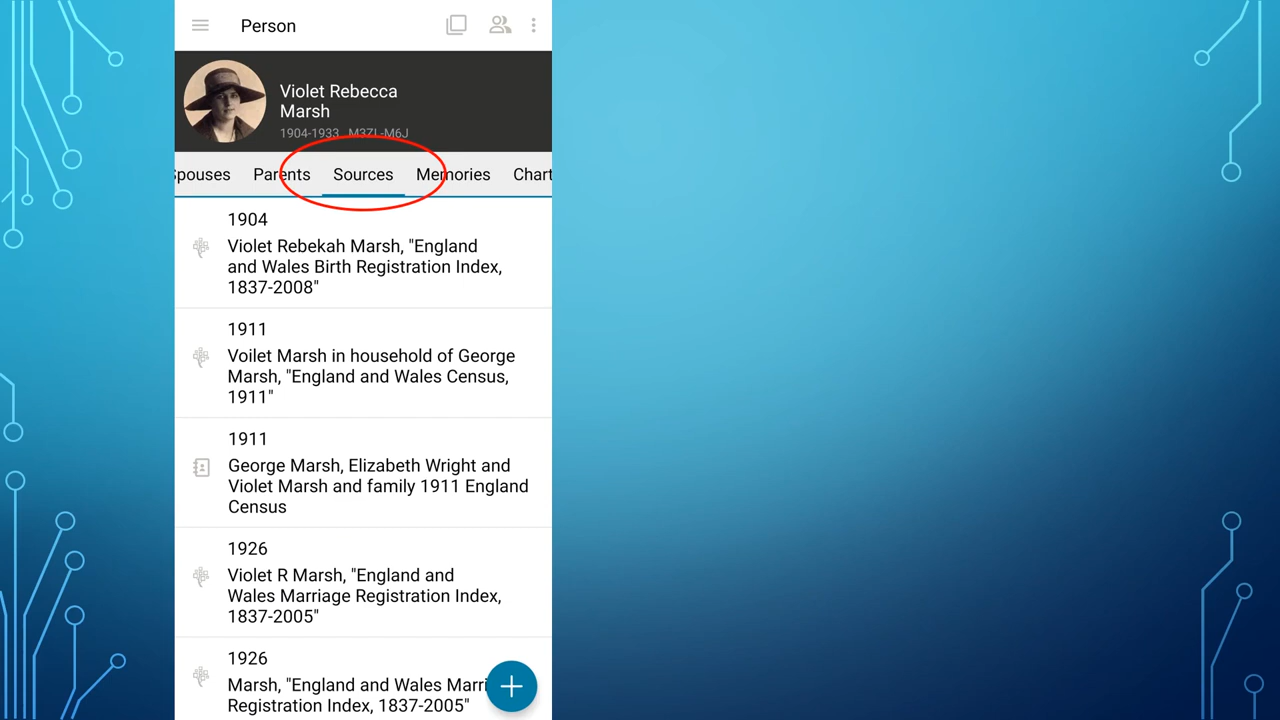 Person
Violet Rebecca
Marsh
1904-1933 M3ZL-M6J
Spouses Parents Sources Memories Chart
1904
Violet Rebekah Marsh, "England
and Wales Birth Registration Index,
1837-2008"
1911
Voilet Marsh in household of George
Marsh, "England and Wales Census,
1911"
1911
George Marsh, Elizabeth Wright and
Violet Marsh and family 1911 England
Census
1926
Violet R Marsh, "England and
Wales Marriage Registration Index,
1837-2005"
1926
Marsh, "England and Wales Marri
Registration Index, 1837-2005"